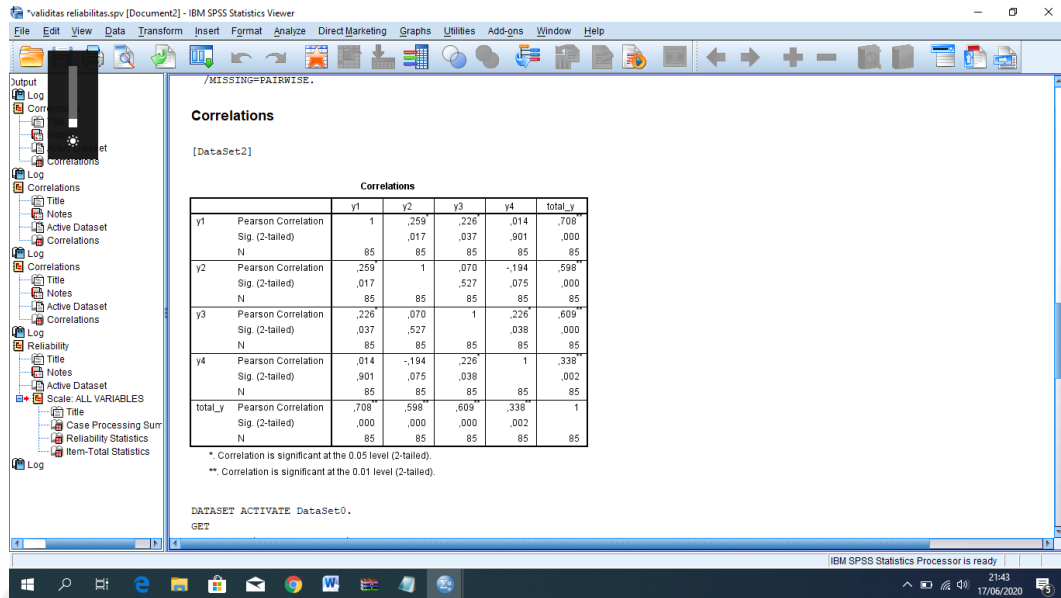 *validitas reliabilitas.spv [Document2] - IBM SPSS Statistics Viewer
File Edit View Data Transform Insert Format Analyze Direct Marketing Graphs Utilities Add-ons Window Help
Output
Log
Correlations
Notes
Correlations
Log
Correlations
Title
Notes
Active Dataset
Correlations
Log
Correlations
Title
Notes
Active Dataset
Correlations
Log
Reliability
Title
Notes
Active Dataset
Scale: ALL VARIABLES
Title
Case Processing Sum
Reliability Statistics
Item-Total Statistics
Log
/MISSING=PAIRWISE.
Correlations
[DataSet2]
Correlations
y1 y2 y3 y4 total_y
y1 Pearson Correlation 1 ,259* ,226* ,014 ,708**
Sig. (2-tailed) ,017 ,037 ,901 ,000
N 85 85 85 85 85
y2 Pearson Correlation ,259* 1 ,070 -,194 ,598**
Sig. (2-tailed) ,017 ,527 ,075 ,000
N 85 85 85 85 85
y3 Pearson Correlation ,226* ,070 1 ,226* ,609**
Sig. (2-tailed) ,037 ,527 ,038 ,000
N 85 85 85 85 85
y4 Pearson Correlation ,014 -,194 ,226* 1 ,338**
Sig. (2-tailed) ,901 ,075 ,038 ,002
N 85 85 85 85 85
total_y Pearson Correlation ,708** ,598** ,609** ,338** 1
Sig. (2-tailed) ,000 ,000 ,000 ,002
N 85 85 85 85 85
*. Correlation is significant at the 0.05 level (2-tailed).
**. Correlation is significant at the 0.01 level (2-tailed).
DATASET ACTIVATE DataSet0.
GET
IBM SPSS Statistics Processor is ready
21:43
17/06/2020
5